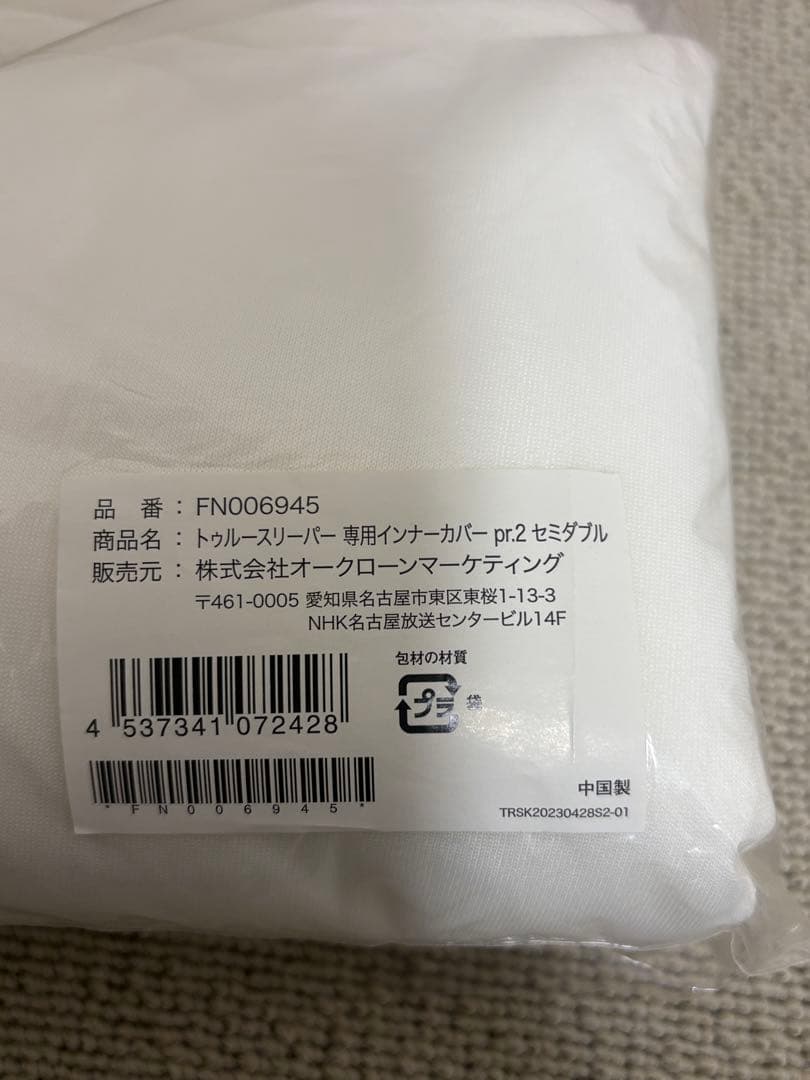 品　番 : FN006945
商品名 : トゥルースリーパー 専用インナーカバー pr.2 セミダブル
販売元 : 株式会社オークローンマーケティング
〒461-0005 愛知県名古屋市東区東桜1-13-3
NHK名古屋放送センタービル14F
包材の材質
プラ 袋
4 537341 072428
*FN006945*
中国製
TRSK20230428S2-01